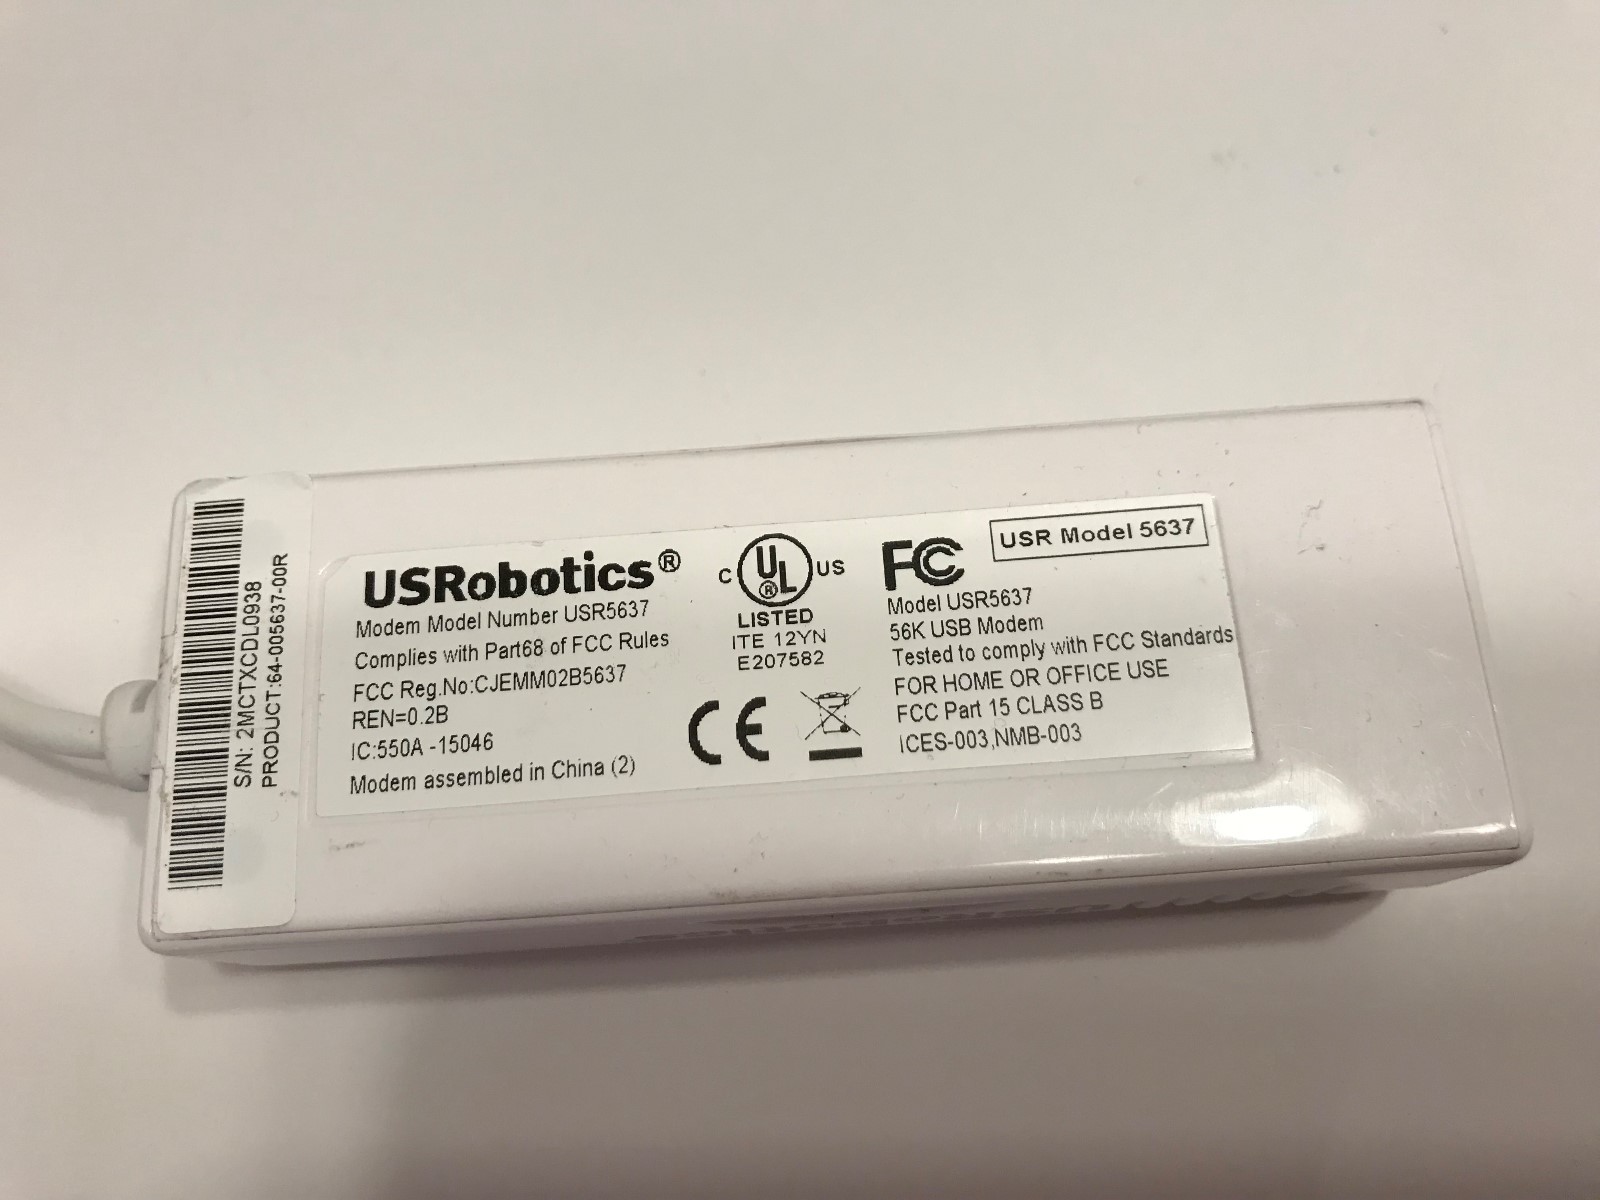 S/N: 2MCTXCDL0938
PRODUCT:64-005637-00R
USRobotics®
Modem Model Number USR5637
Complies with Part68 of FCC Rules
FCC Reg.No:CJEMM02B5637
REN=0.2B
IC:550A -15046
Modem assembled in China (2)
C UL ® US
LISTED
ITE 12YN
E207582
CE
FC
USR Model 5637
Model USR5637
56K USB Modem
Tested to comply with FCC Standards
FOR HOME OR OFFICE USE
FCC Part 15 CLASS B
ICES-003,NMB-003